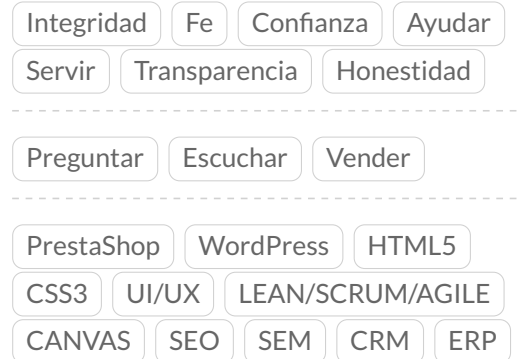 Integridad Fe Confianza Ayudar
Servir Transparencia Honestidad
Preguntar Escuchar Vender
PrestaShop WordPress HTML5
CSS3 UI/UX LEAN/SCRUM/AGILE
CANVAS SEO SEM CRM ERP